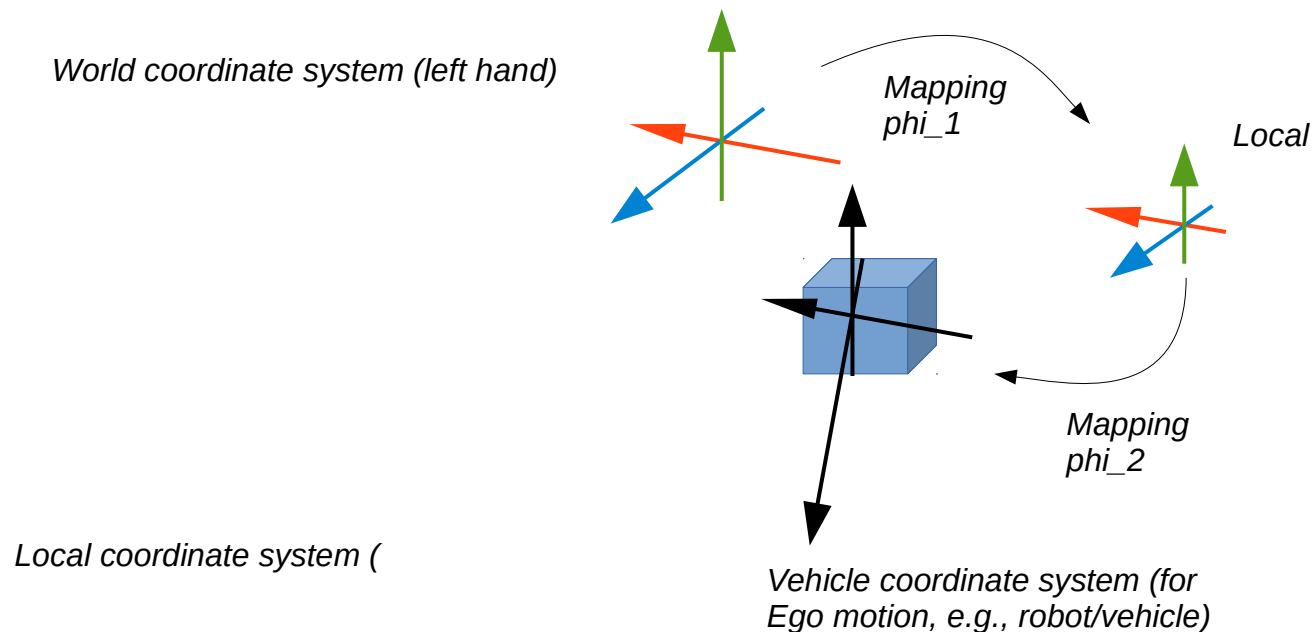 World coordinate system (left hand)
Mapping
phi_1
Local
Mapping
phi_2
Local coordinate system (
Vehicle coordinate system (for
Ego motion, e.g., robot/vehicle)